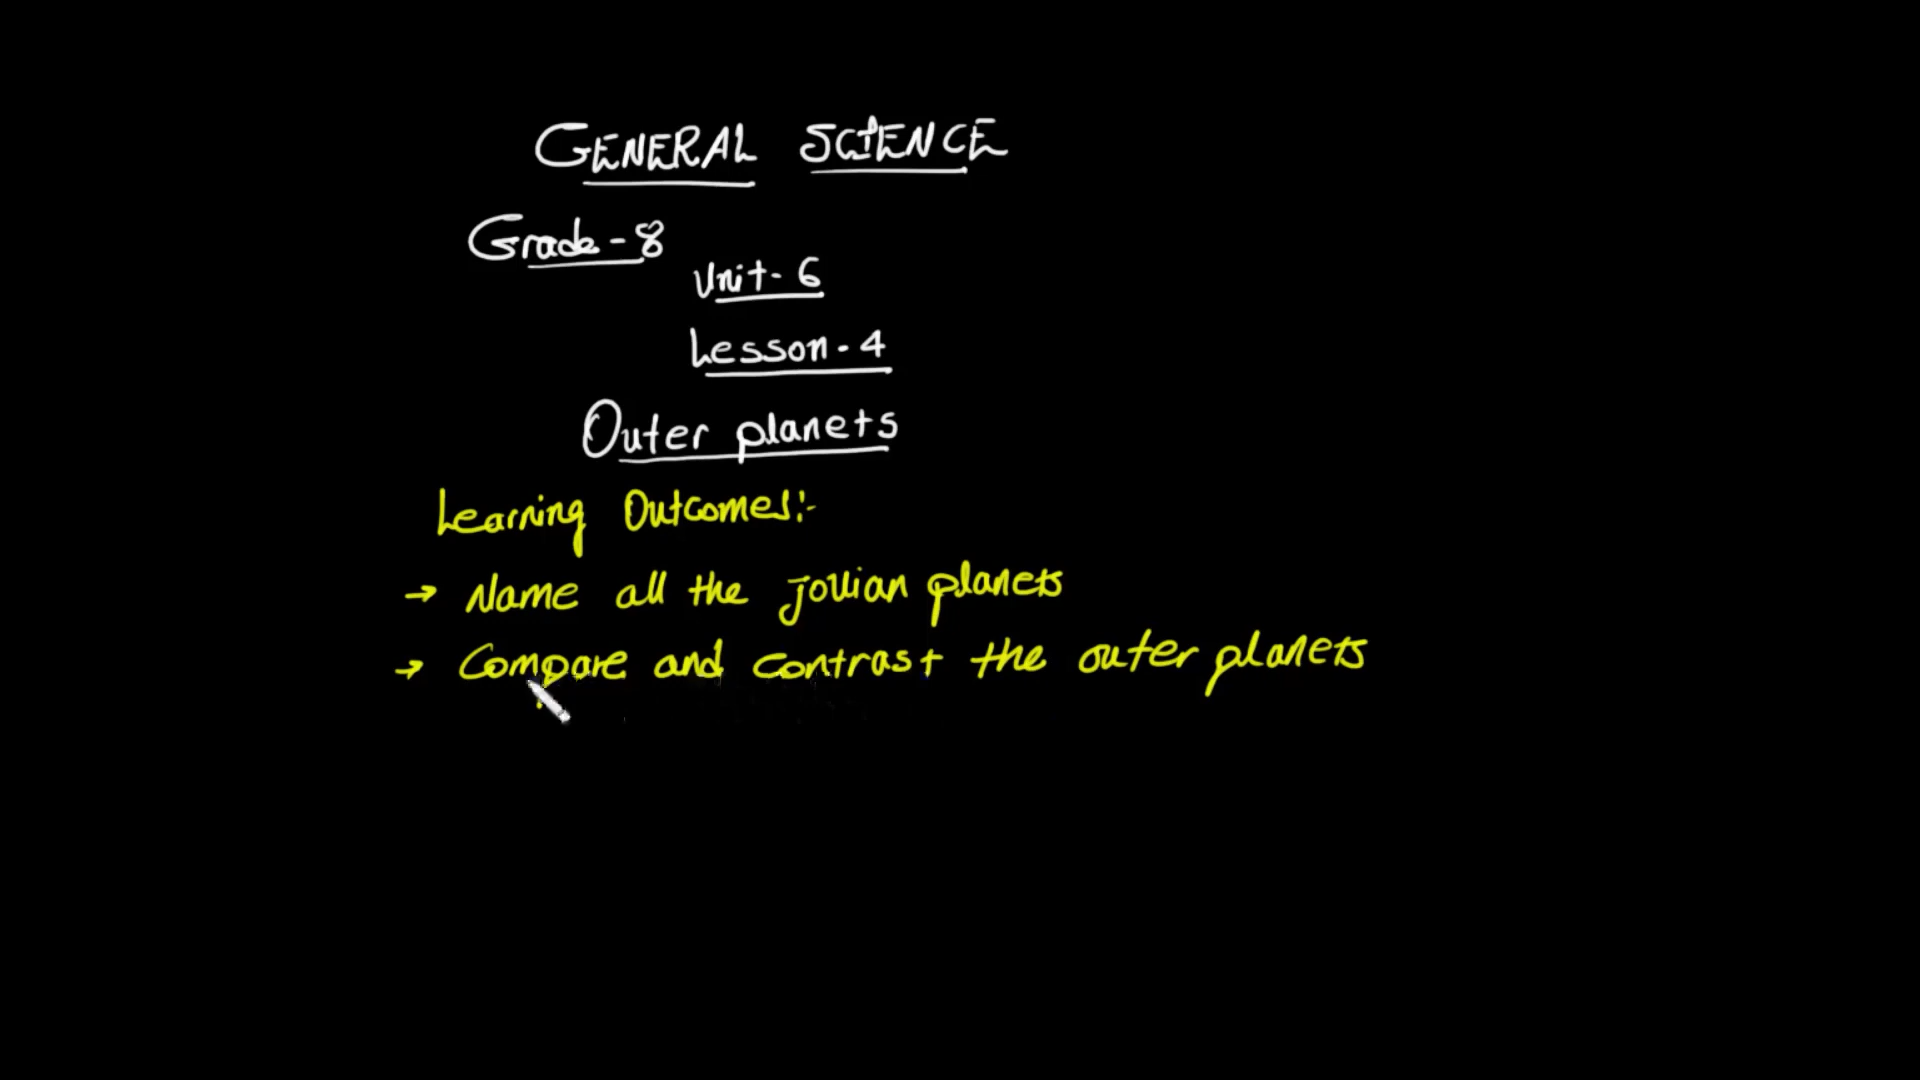 GENERAL SCIENCE
Grade-8
Unit-6
Lesson-4
Outer planets
Learning Outcomes:-
→ Name all the jovian planets
→ Compare and contrast the outer planets